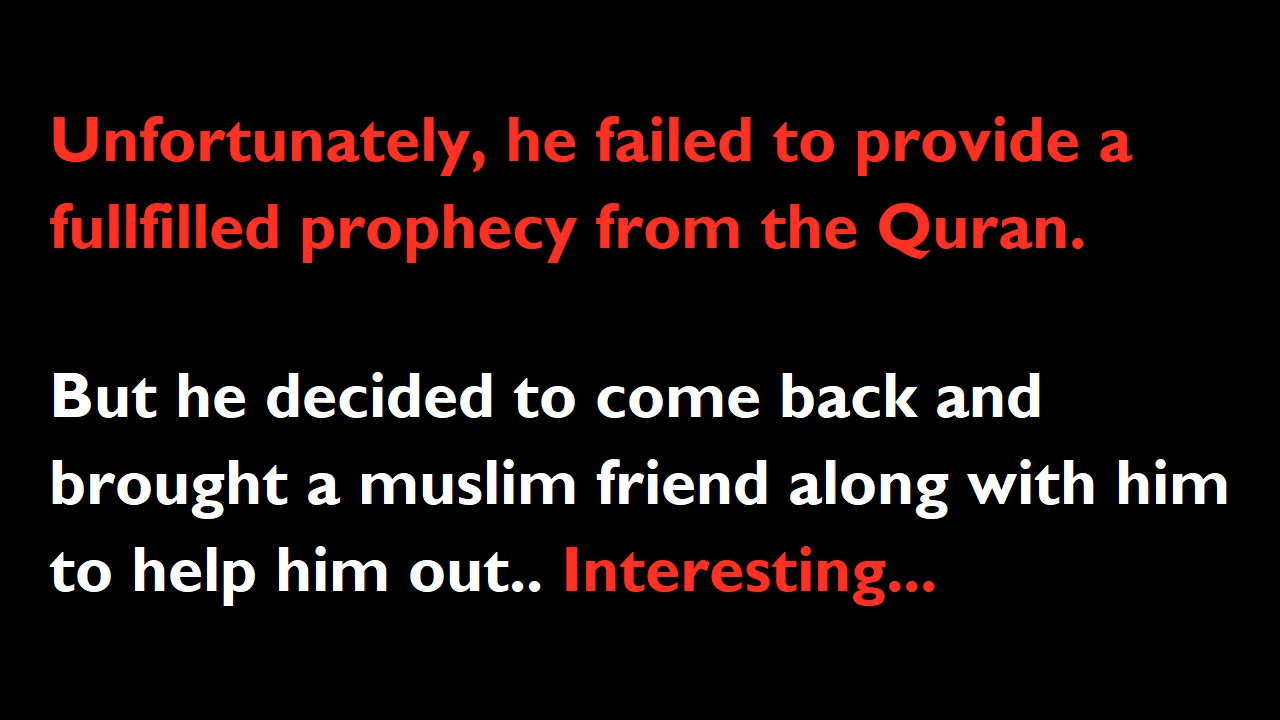 Unfortunately, he failed to provide a
fullfilled prophecy from the Quran.
But he decided to come back and
brought a muslim friend along with him
to help him out.. Interesting...